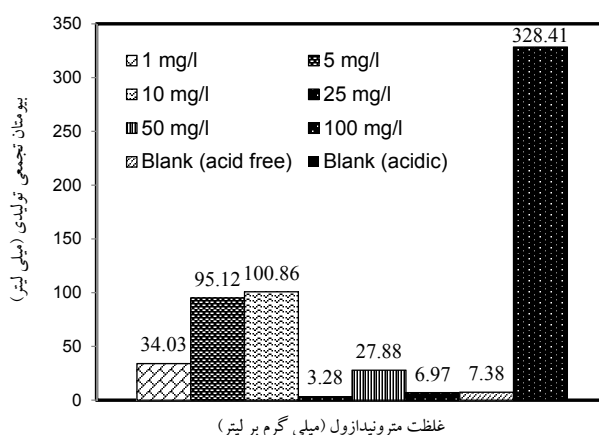 350
300
250
200
150
100
50
0
بیومتان تجمعی تولیدی (میلی لیتر)
1 mg/l
5 mg/l
10 mg/l
25 mg/l
50 mg/l
100 mg/l
Blank (acid free)
Blank (acidic)
34.03
95.12
100.86
3.28
27.88
6.97
7.38
328.41
غلظت مترونیدازول (میلی گرم بر لیتر)